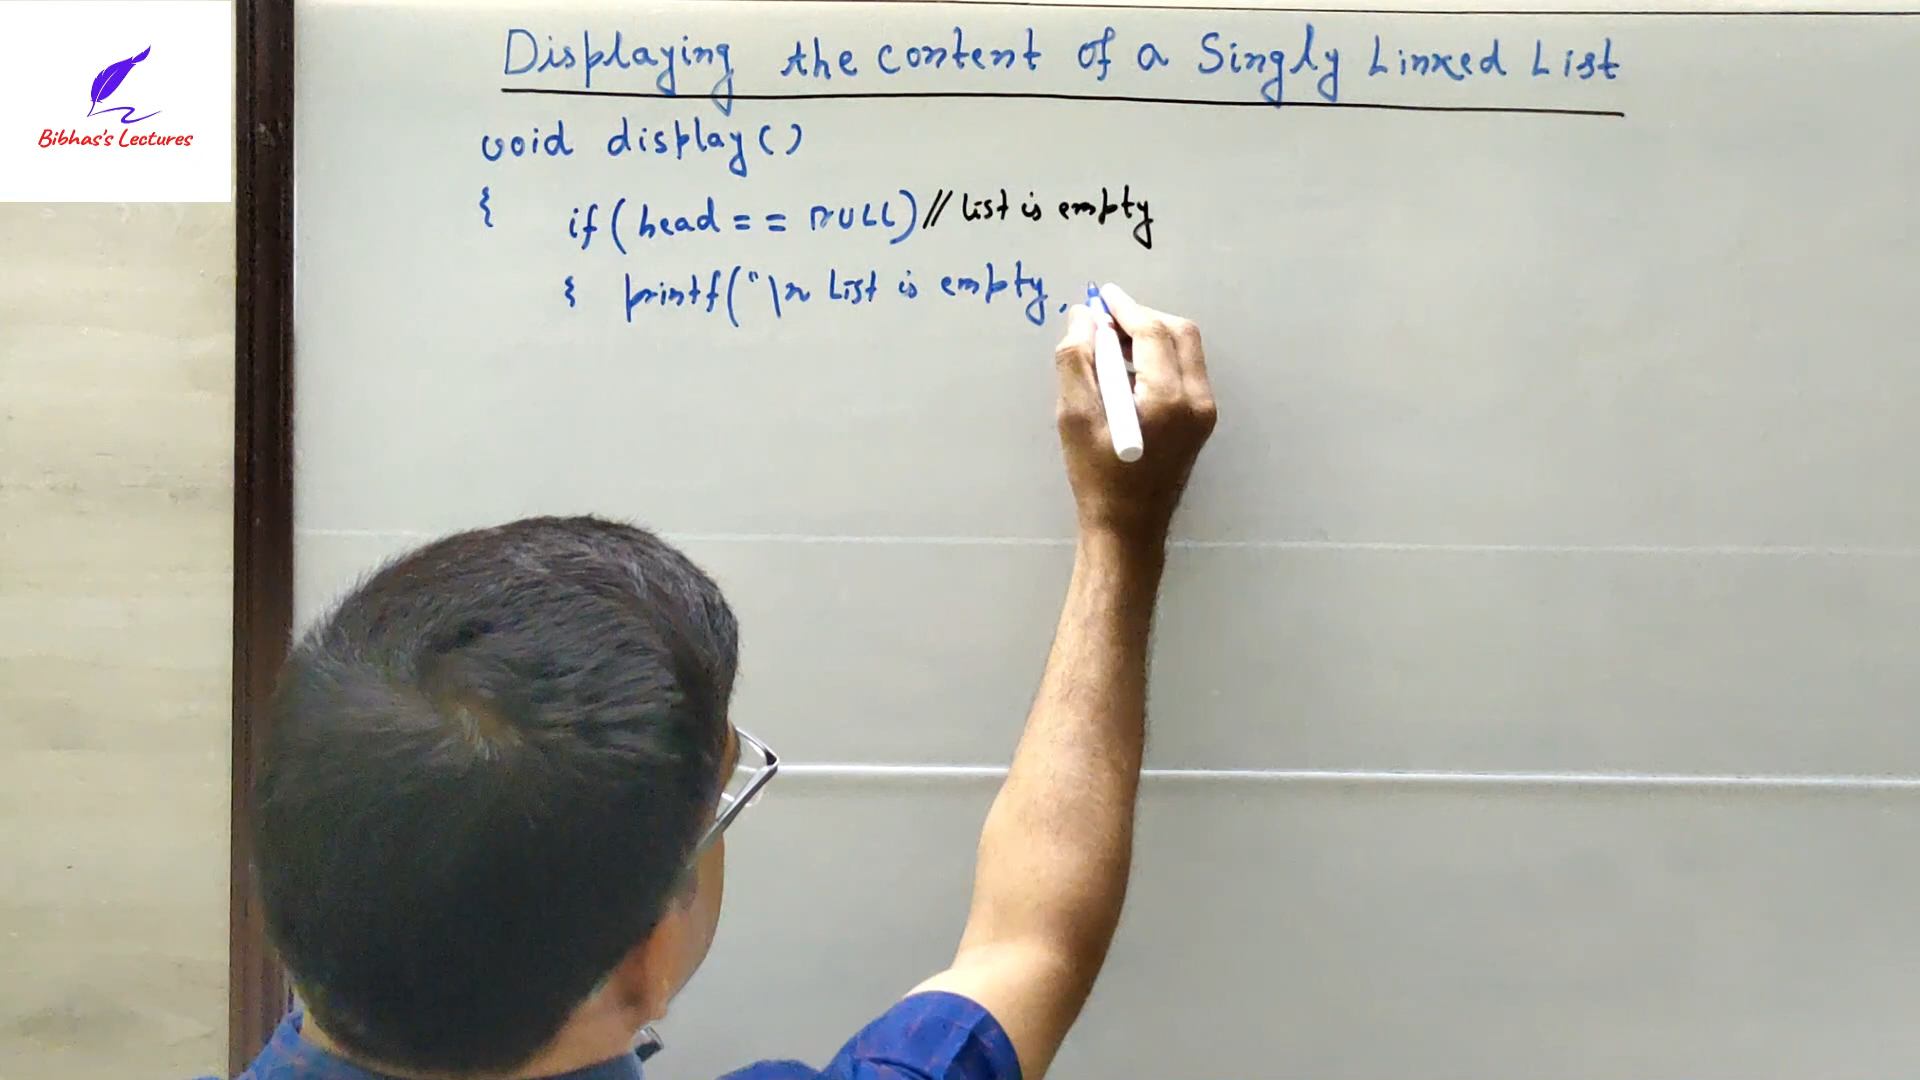 Bibhas's Lectures
Displaying the content of a Singly Linked List
void display()
{ if(head == NULL) // List is empty
{ printf("\n List is empty,